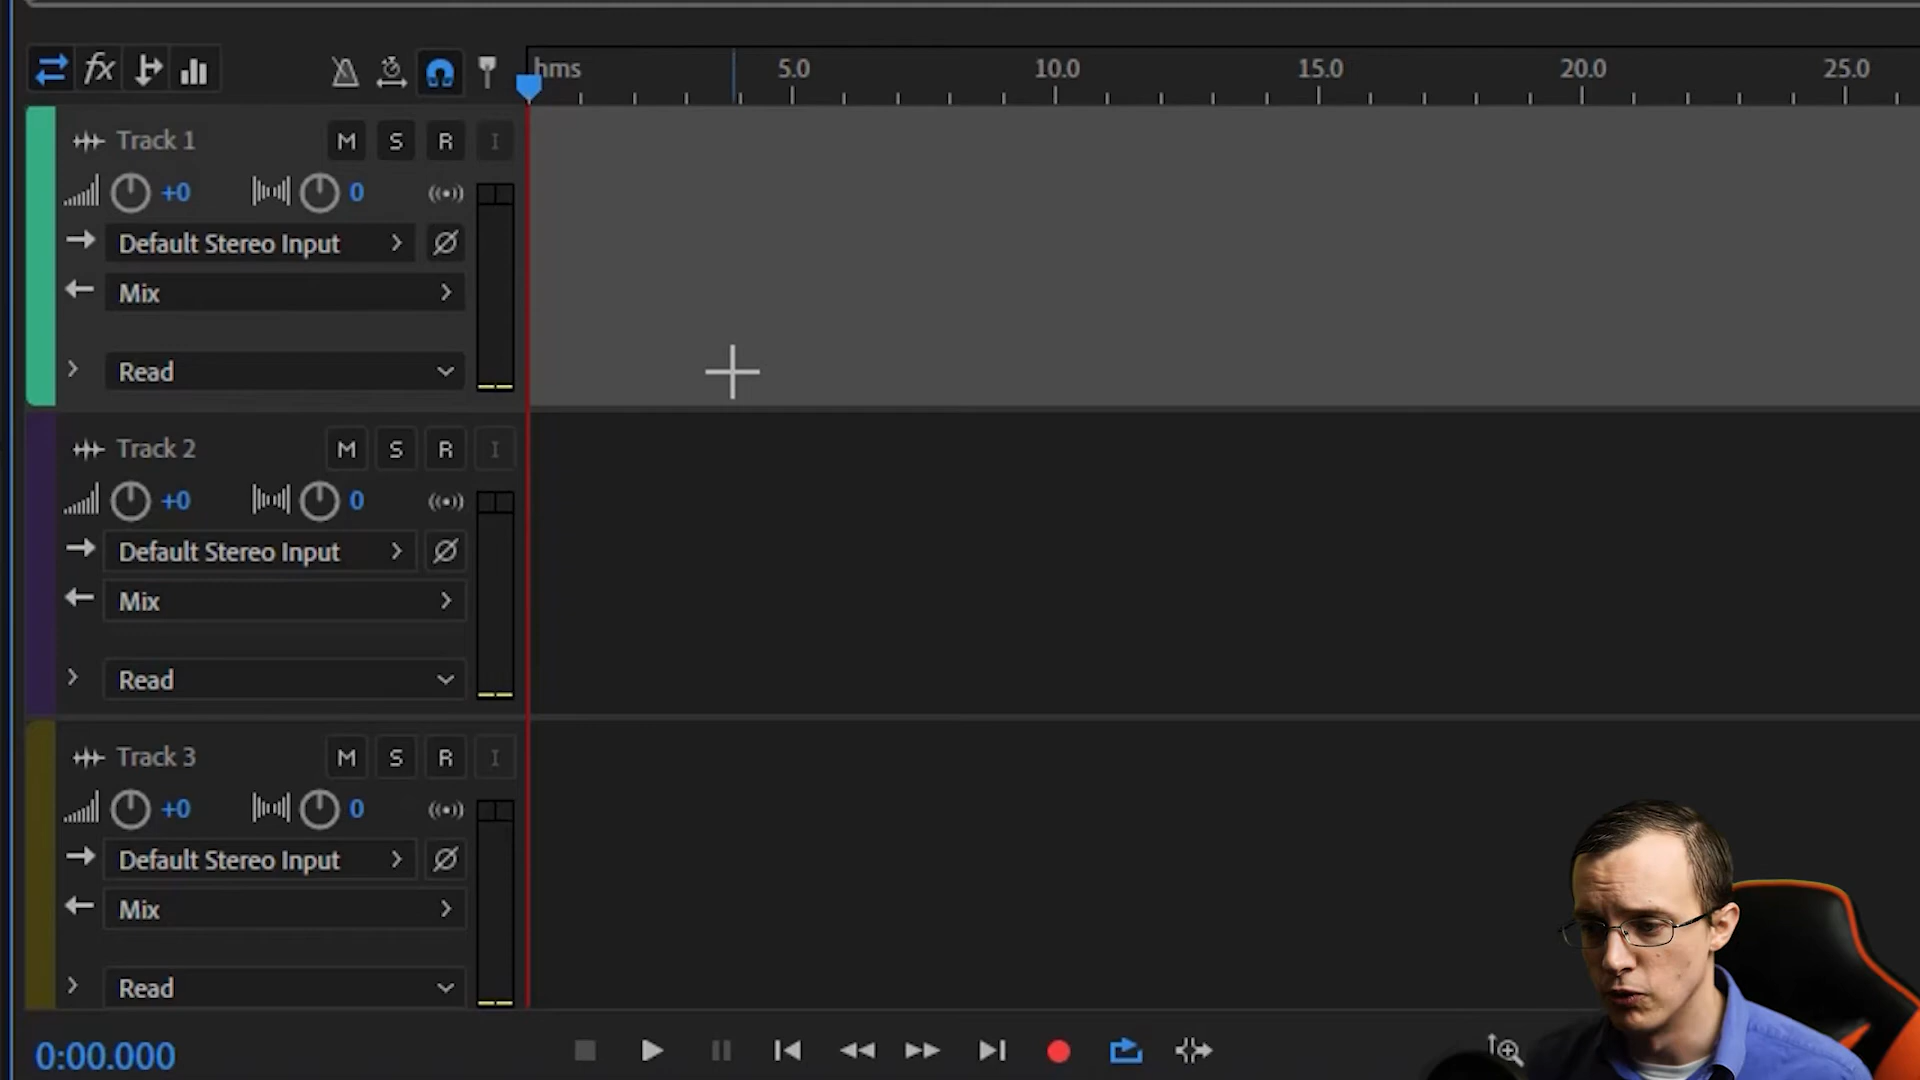 fx
hms 5.0 10.0 15.0 20.0 25.0
Track 1 M S R I
+0 0
Default Stereo Input
Mix
Read
Track 2 M S R I
+0 0
Default Stereo Input
Mix
Read
Track 3 M S R I
+0 0
Default Stereo Input
Mix
Read
0:00.000